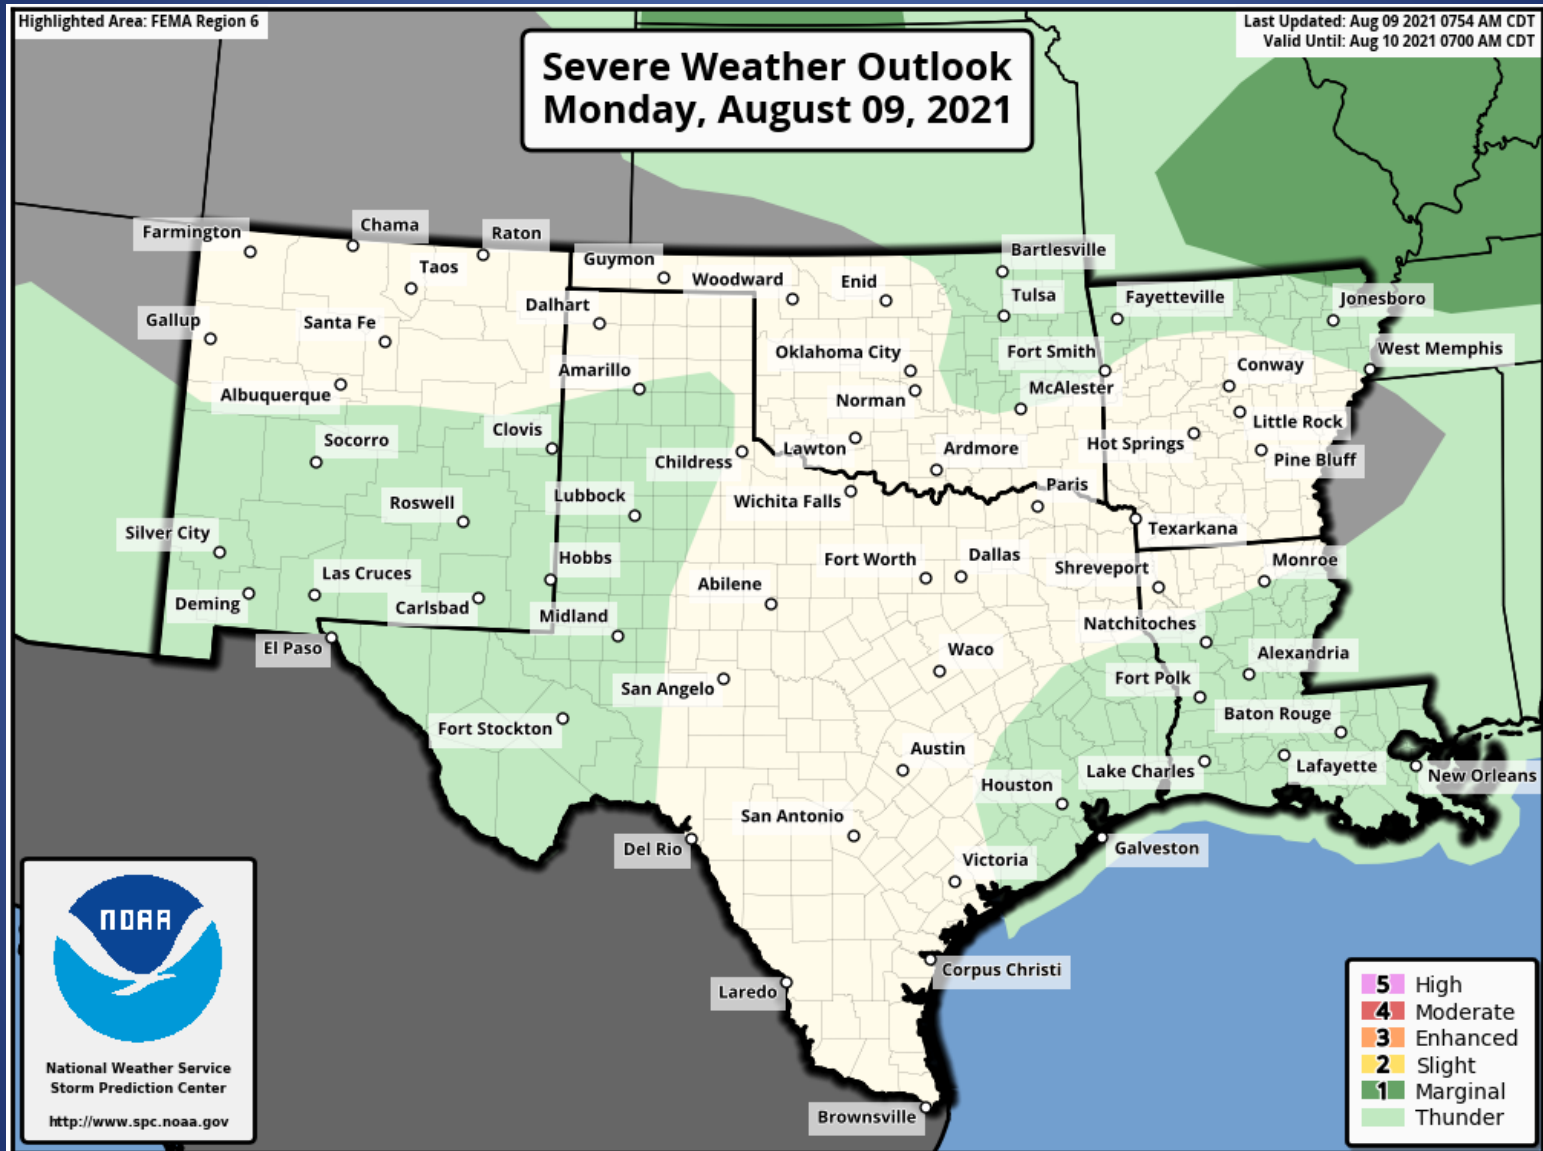 Highlighted Area: FEMA Region 6
Last Updated: Aug 09 2021 0754 AM CDT
Valid Until: Aug 10 2021 0700 AM CDT
Severe Weather Outlook
Monday, August 09, 2021
Farmington
Chama
Raton
Taos
Guymon
Woodward
Enid
Bartlesville
Tulsa
Fayetteville
Jonesboro
Gallup
Santa Fe
Dalhart
Oklahoma City
Fort Smith
West Memphis
Conway
Albuquerque
Amarillo
Norman
McAlester
Little Rock
Socorro
Clovis
Childress
Lawton
Ardmore
Hot Springs
Pine Bluff
Roswell
Lubbock
Wichita Falls
Paris
Texarkana
Silver City
Las Cruces
Hobbs
Fort Worth
Dallas
Shreveport
Monroe
Deming
Carlsbad
Midland
Abilene
Natchitoches
El Paso
San Angelo
Waco
Alexandria
Fort Polk
Fort Stockton
Baton Rouge
Austin
Houston
Lake Charles
Lafayette
New Orleans
San Antonio
Del Rio
Galveston
Victoria
Corpus Christi
Laredo
Brownsville
NOAA
National Weather Service
Storm Prediction Center
http://www.spc.noaa.gov
5 High
4 Moderate
3 Enhanced
2 Slight
1 Marginal
Thunder